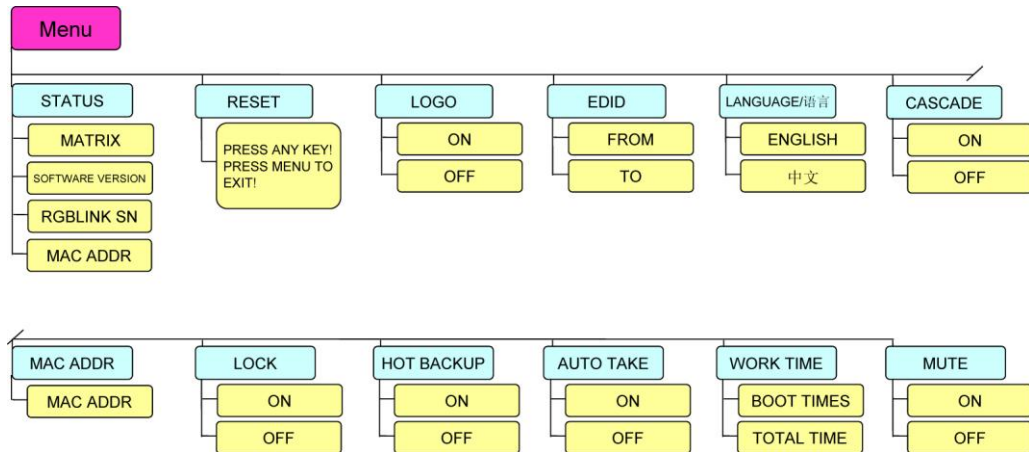 Menu
STATUS
MATRIX
SOFTWARE VERSION
RGBLINK SN
MAC ADDR
RESET
PRESS ANY KEY!
PRESS MENU TO
EXIT!
LOGO
ON
OFF
EDID
FROM
TO
LANGUAGE/语言
ENGLISH
中文
CASCADE
ON
OFF
MAC ADDR
MAC ADDR
LOCK
ON
OFF
HOT BACKUP
ON
OFF
AUTO TAKE
ON
OFF
WORK TIME
BOOT TIMES
TOTAL TIME
MUTE
ON
OFF